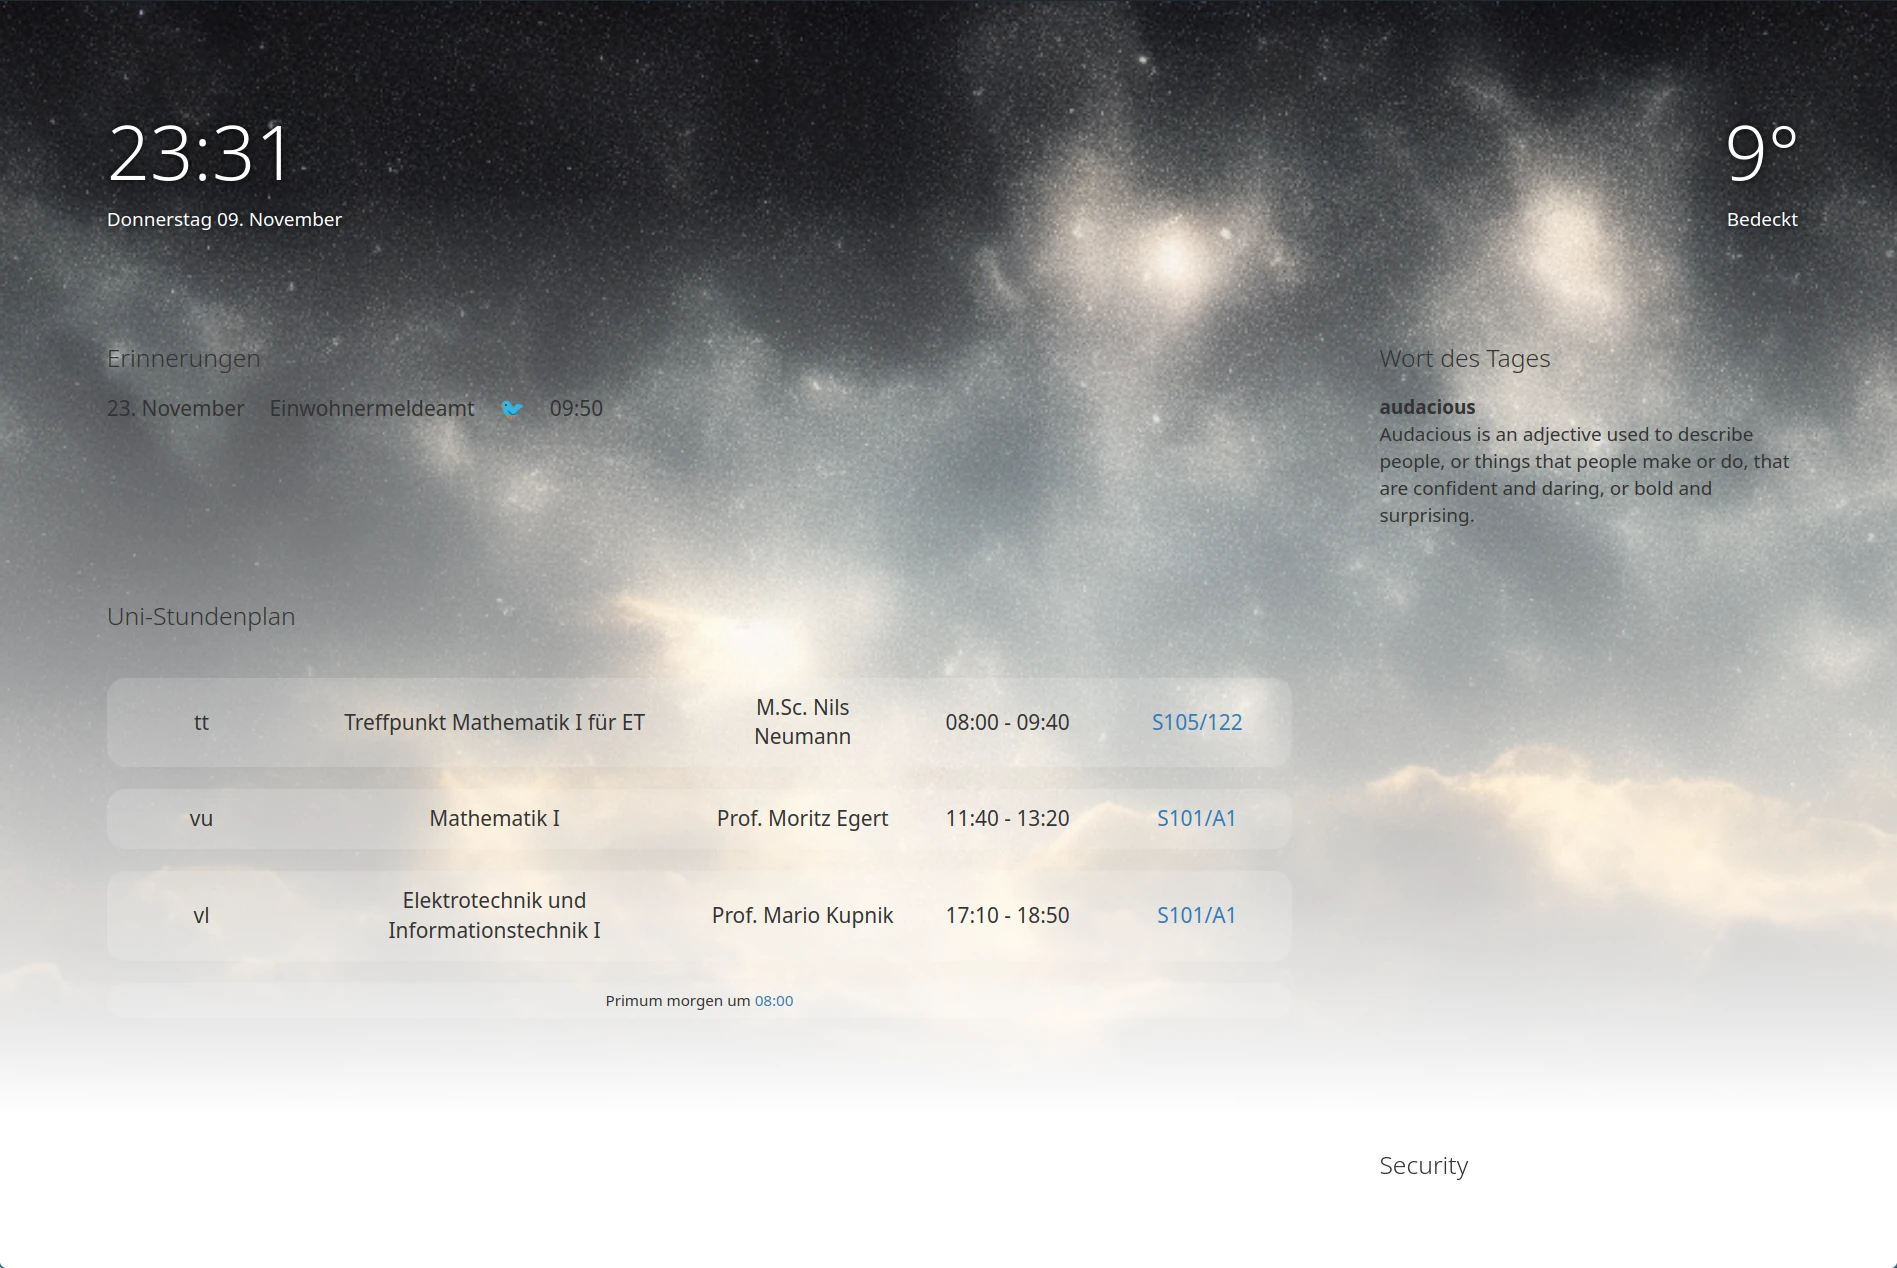 23:31
9°
Donnerstag 09. November
Bedeckt
Erinnerungen
23. November Einwohnermeldeamt 🐦 09:50
Wort des Tages
audacious
Audacious is an adjective used to describe
people, or things that people make or do, that
are confident and daring, or bold and
surprising.
Uni-Stundenplan
tt
Treffpunkt Mathematik I für ET
M.Sc. Nils
Neumann
08:00 - 09:40
S105/122
vu
Mathematik I
Prof. Moritz Egert
11:40 - 13:20
S101/A1
vl
Elektrotechnik und
Informationstechnik I
Prof. Mario Kupnik
17:10 - 18:50
S101/A1
Primum morgen um 08:00
Security